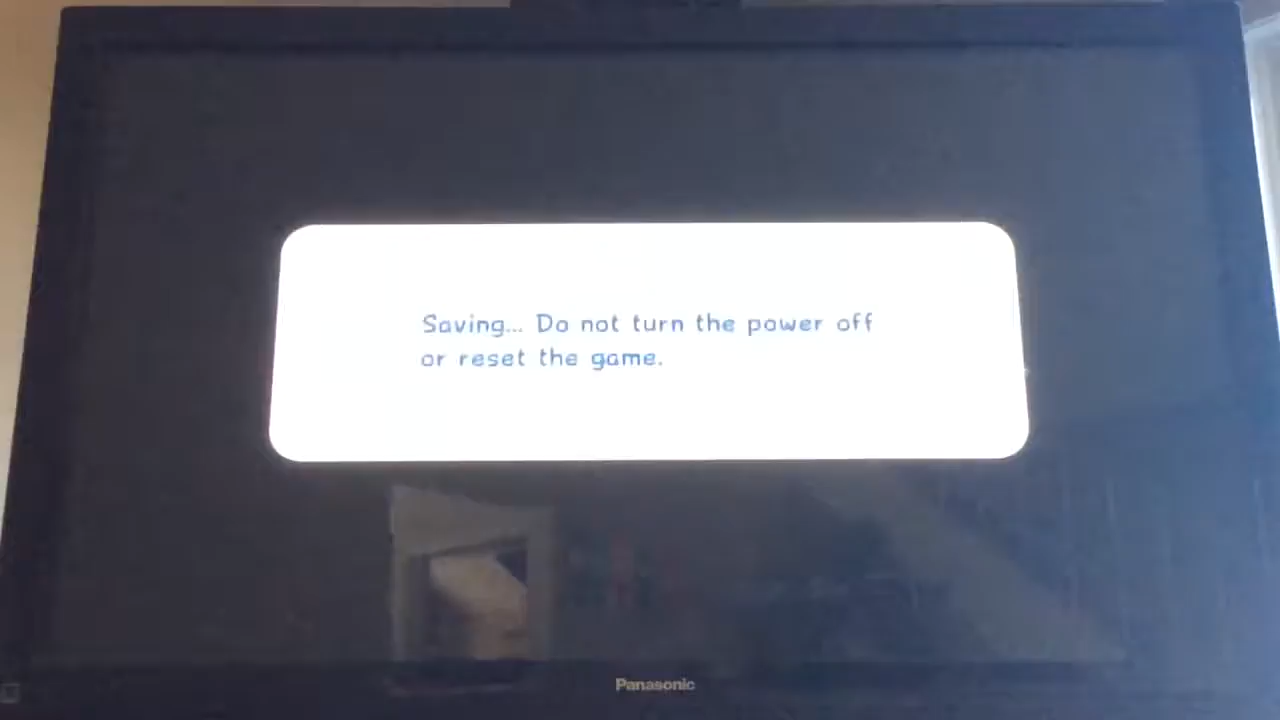 Saving... Do not turn the power off
or reset the game.
Panasonic